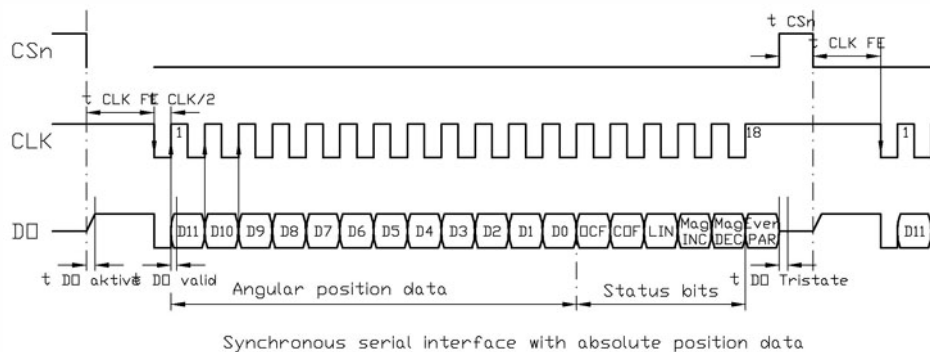 t CSn
CSn
t CLK FE
t CLK FE t CLK/2
CLK
1
18
1
DO
D11 D10 D9 D8 D7 D6 D5 D4 D3 D2 D1 D0 OCF COF LIN Mag INC Mag DEC Ever PAR
D11
t DO aktive t DO valid
t DO Tristate
Angular position data
Status bits
Synchronous serial interface with absolute position data